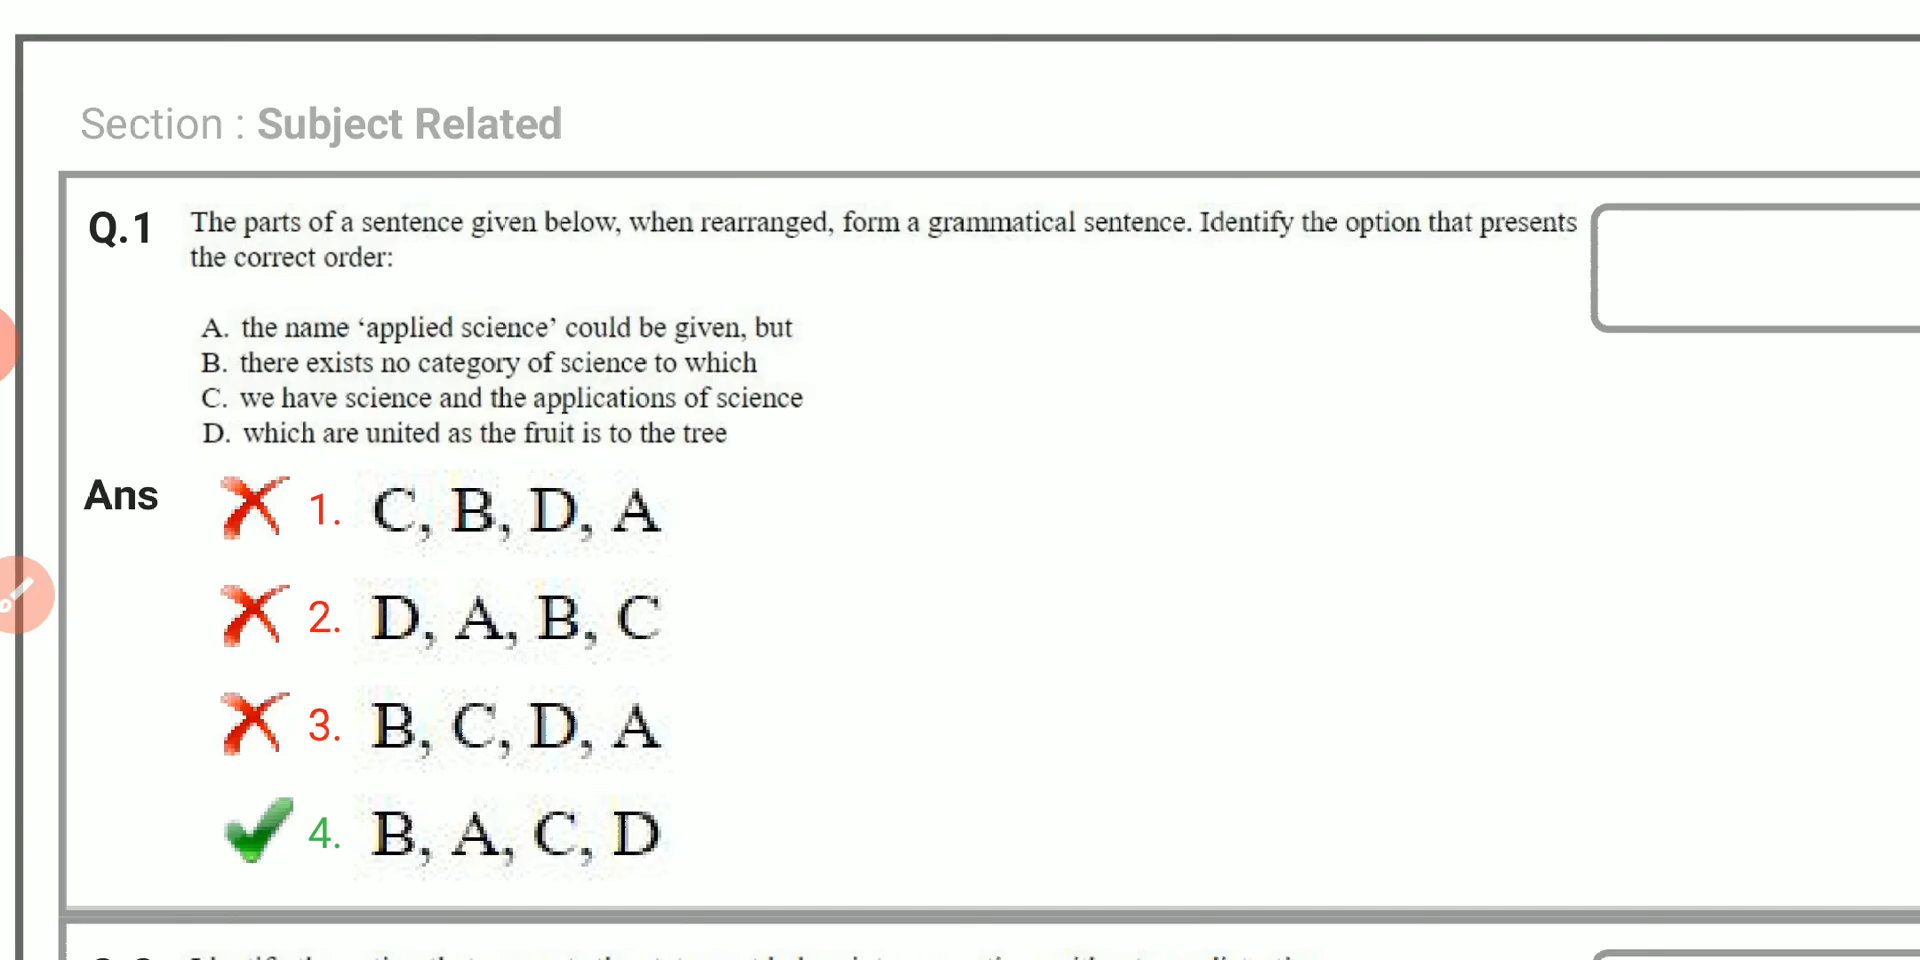 Section : Subject Related
Q.1 The parts of a sentence given below, when rearranged, form a grammatical sentence. Identify the option that presents
the correct order:
A. the name ‘applied science’ could be given, but
B. there exists no category of science to which
C. we have science and the applications of science
D. which are united as the fruit is to the tree
Ans 1. C, B, D, A
2. D, A, B, C
3. B, C, D, A
4. B, A, C, D